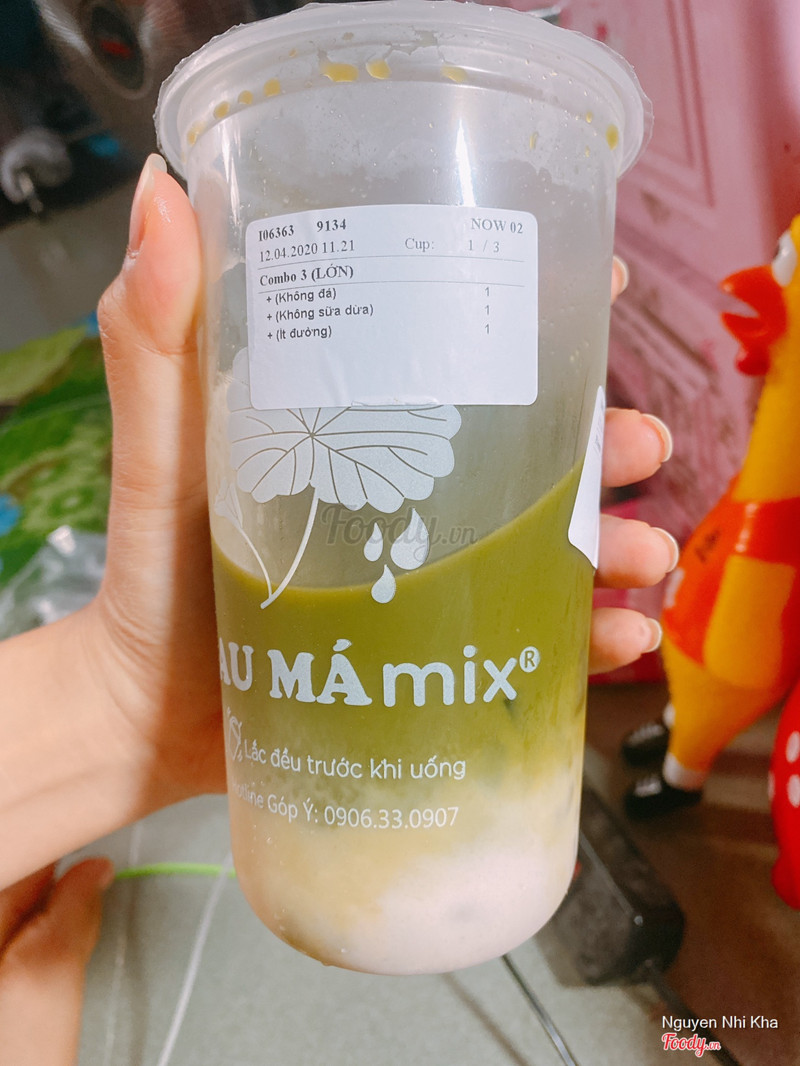 I06363 9134 NOW 02
12.04.2020 11.21 Cup: 1 / 3
Combo 3 (LỚN)
+ (Không đá) 1
+ (Không sữa dừa) 1
+ (Ít đường) 1
Foody.vn
AU MÁ mix®
Lắc đều trước khi uống
Hotline Góp Ý: 0906.33.0907
Nguyen Nhi Kha
Foody.vn